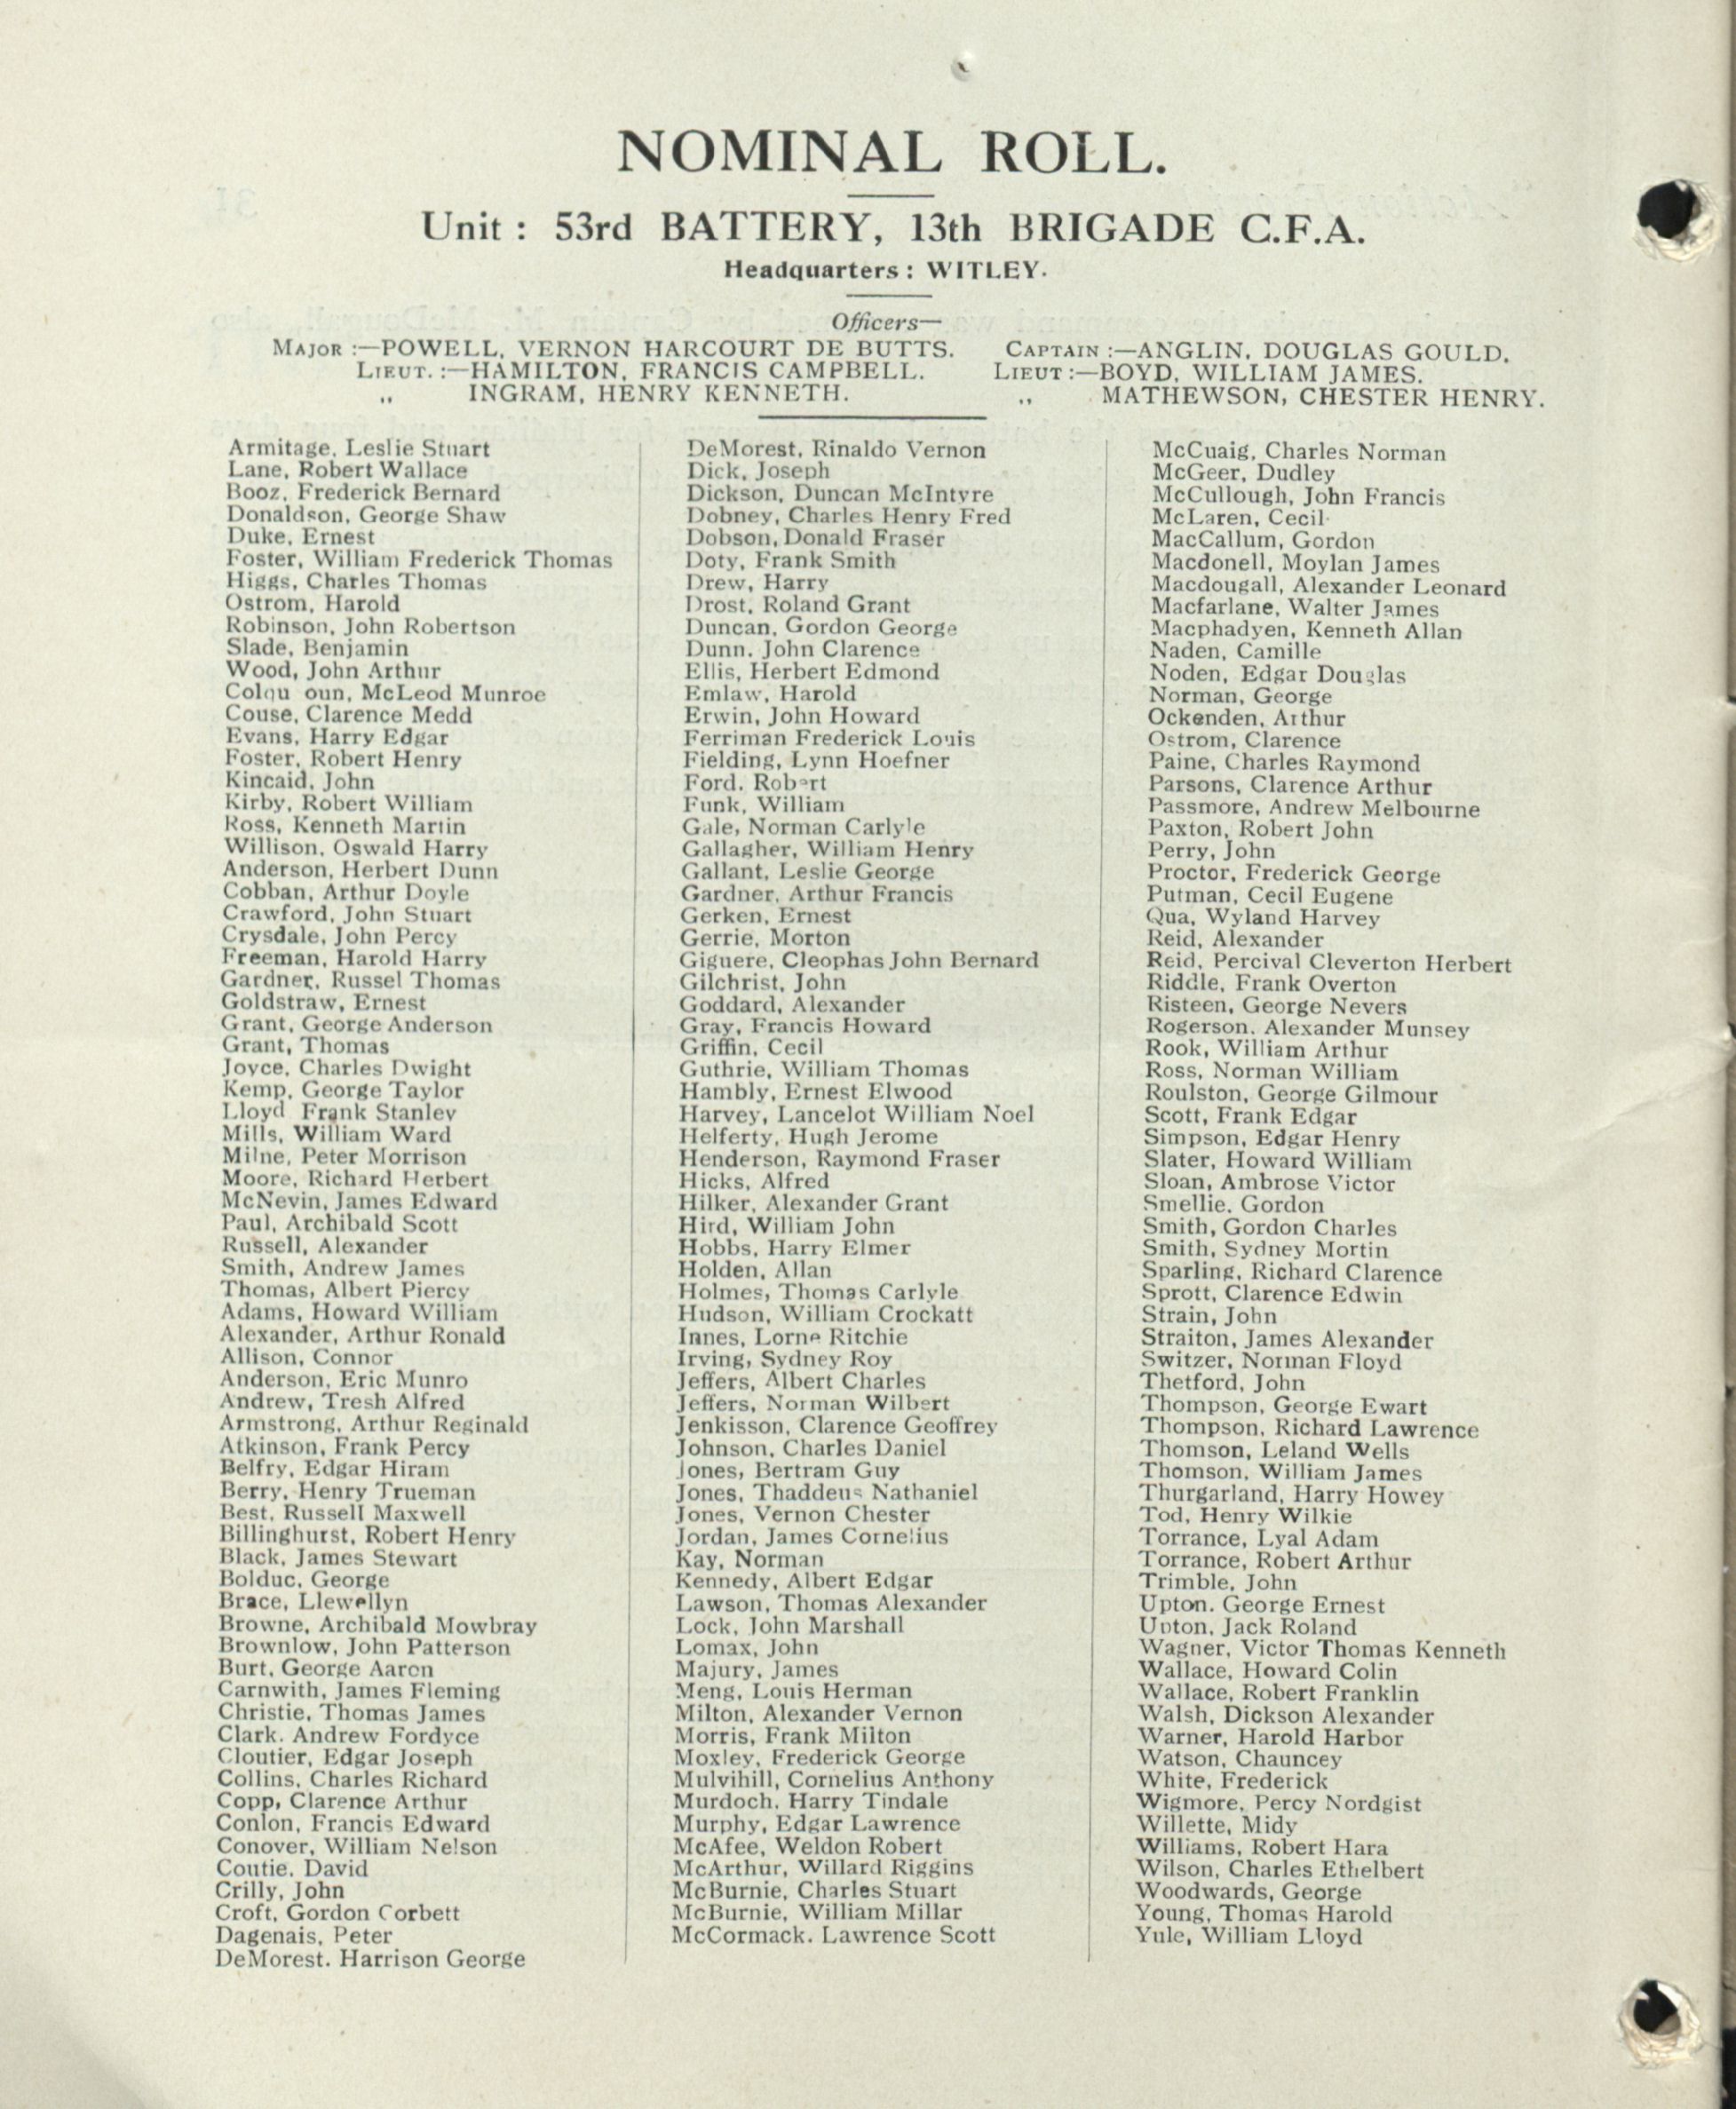 NOMINAL ROLL.
Unit : 53rd BATTERY, 13th BRIGADE C.F.A.
Headquarters : WITLEY.
Officers—
MAJOR :—POWELL, VERNON HARCOURT DE BUTTS. CAPTAIN :—ANGLIN, DOUGLAS GOULD.
LIEUT. :—HAMILTON, FRANCIS CAMPBELL. LIEUT :—BOYD, WILLIAM JAMES.
,, INGRAM, HENRY KENNETH. ,, MATHEWSON, CHESTER HENRY.
Armitage, Leslie Stuart
Lane, Robert Wallace
Booz, Frederick Bernard
Donaldson, George Shaw
Duke, Ernest
Foster, William Frederick Thomas
Higgs, Charles Thomas
Ostrom, Harold
Robinson, John Robertson
Slade, Benjamin
Wood, John Arthur
Colqu oun, McLeod Munroe
Couse, Clarence Medd
Evans, Harry Edgar
Foster, Robert Henry
Kincaid, John
Kirby, Robert William
Ross, Kenneth Martin
Willison, Oswald Harry
Anderson, Herbert Dunn
Cobban, Arthur Doyle
Crawford, John Stuart
Crysdale, John Percy
Freeman, Harold Harry
Gardner, Russel Thomas
Goldstraw, Ernest
Grant, George Anderson
Grant, Thomas
Joyce, Charles Dwight
Kemp, George Taylor
Lloyd Frank Stanley
Mills, William Ward
Milne, Peter Morrison
Moore, Richard Herbert
McNevin, James Edward
Paul, Archibald Scott
Russell, Alexander
Smith, Andrew James
Thomas, Albert Piercy
Adams, Howard William
Alexander, Arthur Ronald
Allison, Connor
Anderson, Eric Munro
Andrew, Tresh Alfred
Armstrong, Arthur Reginald
Atkinson, Frank Percy
Belfry, Edgar Hiram
Berry, Henry Trueman
Best, Russell Maxwell
Billinghurst, Robert Henry
Black, James Stewart
Bolduc, George
Brace, Llewellyn
Browne, Archibald Mowbray
Brownlow, John Patterson
Burt, George Aaron
Carnwith, James Fleming
Christie, Thomas James
Clark. Andrew Fordyce
Cloutier, Edgar Joseph
Collins, Charles Richard
Copp, Clarence Arthur
Conlon, Francis Edward
Conover, William Nelson
Coutie, David
Crilly, John
Croft, Gordon Corbett
Dagenais, Peter
DeMorest. Harrison George
DeMorest, Rinaldo Vernon
Dick, Joseph
Dickson, Duncan McIntyre
Dobney, Charles Henry Fred
Dobson, Donald Fraser
Doty, Frank Smith
Drew, Harry
Drost, Roland Grant
Duncan, Gordon George
Dunn. John Clarence
Ellis, Herbert Edmond
Emlaw, Harold
Erwin, John Howard
Ferriman Frederick Louis
Fielding, Lynn Hoefner
Ford. Robert
Funk, William
Gale, Norman Carlyle
Gallagher, William Henry
Gallant, Leslie George
Gardner, Arthur Francis
Gerken, Ernest
Gerrie, Morton
Giguere, Cleophas John Bernard
Gilchrist, John
Goddard, Alexander
Gray, Francis Howard
Griffin, Cecil
Guthrie, William Thomas
Hambly, Ernest Elwood
Harvey, Lancelot William Noel
Helferty, Hugh Jerome
Henderson, Raymond Fraser
Hicks, Alfred
Hilker, Alexander Grant
Hird, William John
Hobbs, Harry Elmer
Holden, Allan
Holmes, Thomas Carlyle
Hudson, William Crockatt
Innes, Lorne Ritchie
Irving, Sydney Roy
Jeffers, Albert Charles
Jeffers, Norman Wilbert
Jenkisson, Clarence Geoffrey
Johnson, Charles Daniel
Jones, Bertram Guy
Jones, Thaddeus Nathaniel
Jones, Vernon Chester
Jordan, James Cornelius
Kay, Norman
Kennedy, Albert Edgar
Lawson, Thomas Alexander
Lock, John Marshall
Lomax, John
Majury, James
Meng, Louis Herman
Milton, Alexander Vernon
Morris, Frank Milton
Moxley, Frederick George
Mulvihill, Cornelius Anthony
Murdoch, Harry Tindale
Murphy, Edgar Lawrence
McAfee, Weldon Robert
McArthur, Willard Riggins
McBurnie, Charles Stuart
McBurnie, William Millar
McCormack. Lawrence Scott
McCuaig, Charles Norman
McGeer, Dudley
McCullough, John Francis
McLaren, Cecil
MacCallum, Gordon
Macdonell, Moylan James
Macdougall, Alexander Leonard
Macfarlane, Walter James
Macphadyen, Kenneth Allan
Naden, Camille
Noden, Edgar Douglas
Norman, George
Ockenden, Arthur
Ostrom, Clarence
Paine, Charles Raymond
Parsons, Clarence Arthur
Passmore, Andrew Melbourne
Paxton, Robert John
Perry, John
Proctor, Frederick George
Putman, Cecil Eugene
Qua, Wyland Harvey
Reid, Alexander
Reid, Percival Cleverton Herbert
Riddle, Frank Overton
Risteen, George Nevers
Rogerson. Alexander Munsey
Rook, William Arthur
Ross, Norman William
Roulston, George Gilmour
Scott, Frank Edgar
Simpson, Edgar Henry
Slater, Howard William
Sloan, Ambrose Victor
Smellie. Gordon
Smith, Gordon Charles
Smith, Sydney Mortin
Sparling, Richard Clarence
Sprott, Clarence Edwin
Strain, John
Straiton, James Alexander
Switzer, Norman Floyd
Thetford, John
Thompson, George Ewart
Thompson, Richard Lawrence
Thomson, Leland Wells
Thomson, William James
Thurgarland, Harry Howey
Tod, Henry Wilkie
Torrance, Lyal Adam
Torrance, Robert Arthur
Trimble, John
Upton. George Ernest
Upton, Jack Roland
Wagner, Victor Thomas Kenneth
Wallace, Howard Colin
Wallace, Robert Franklin
Walsh, Dickson Alexander
Warner, Harold Harbor
Watson, Chauncey
White, Frederick
Wigmore, Percy Nordgist
Willette, Midy
Williams, Robert Hara
Wilson, Charles Ethelbert
Woodwards, George
Young, Thomas Harold
Yule, William Lloyd